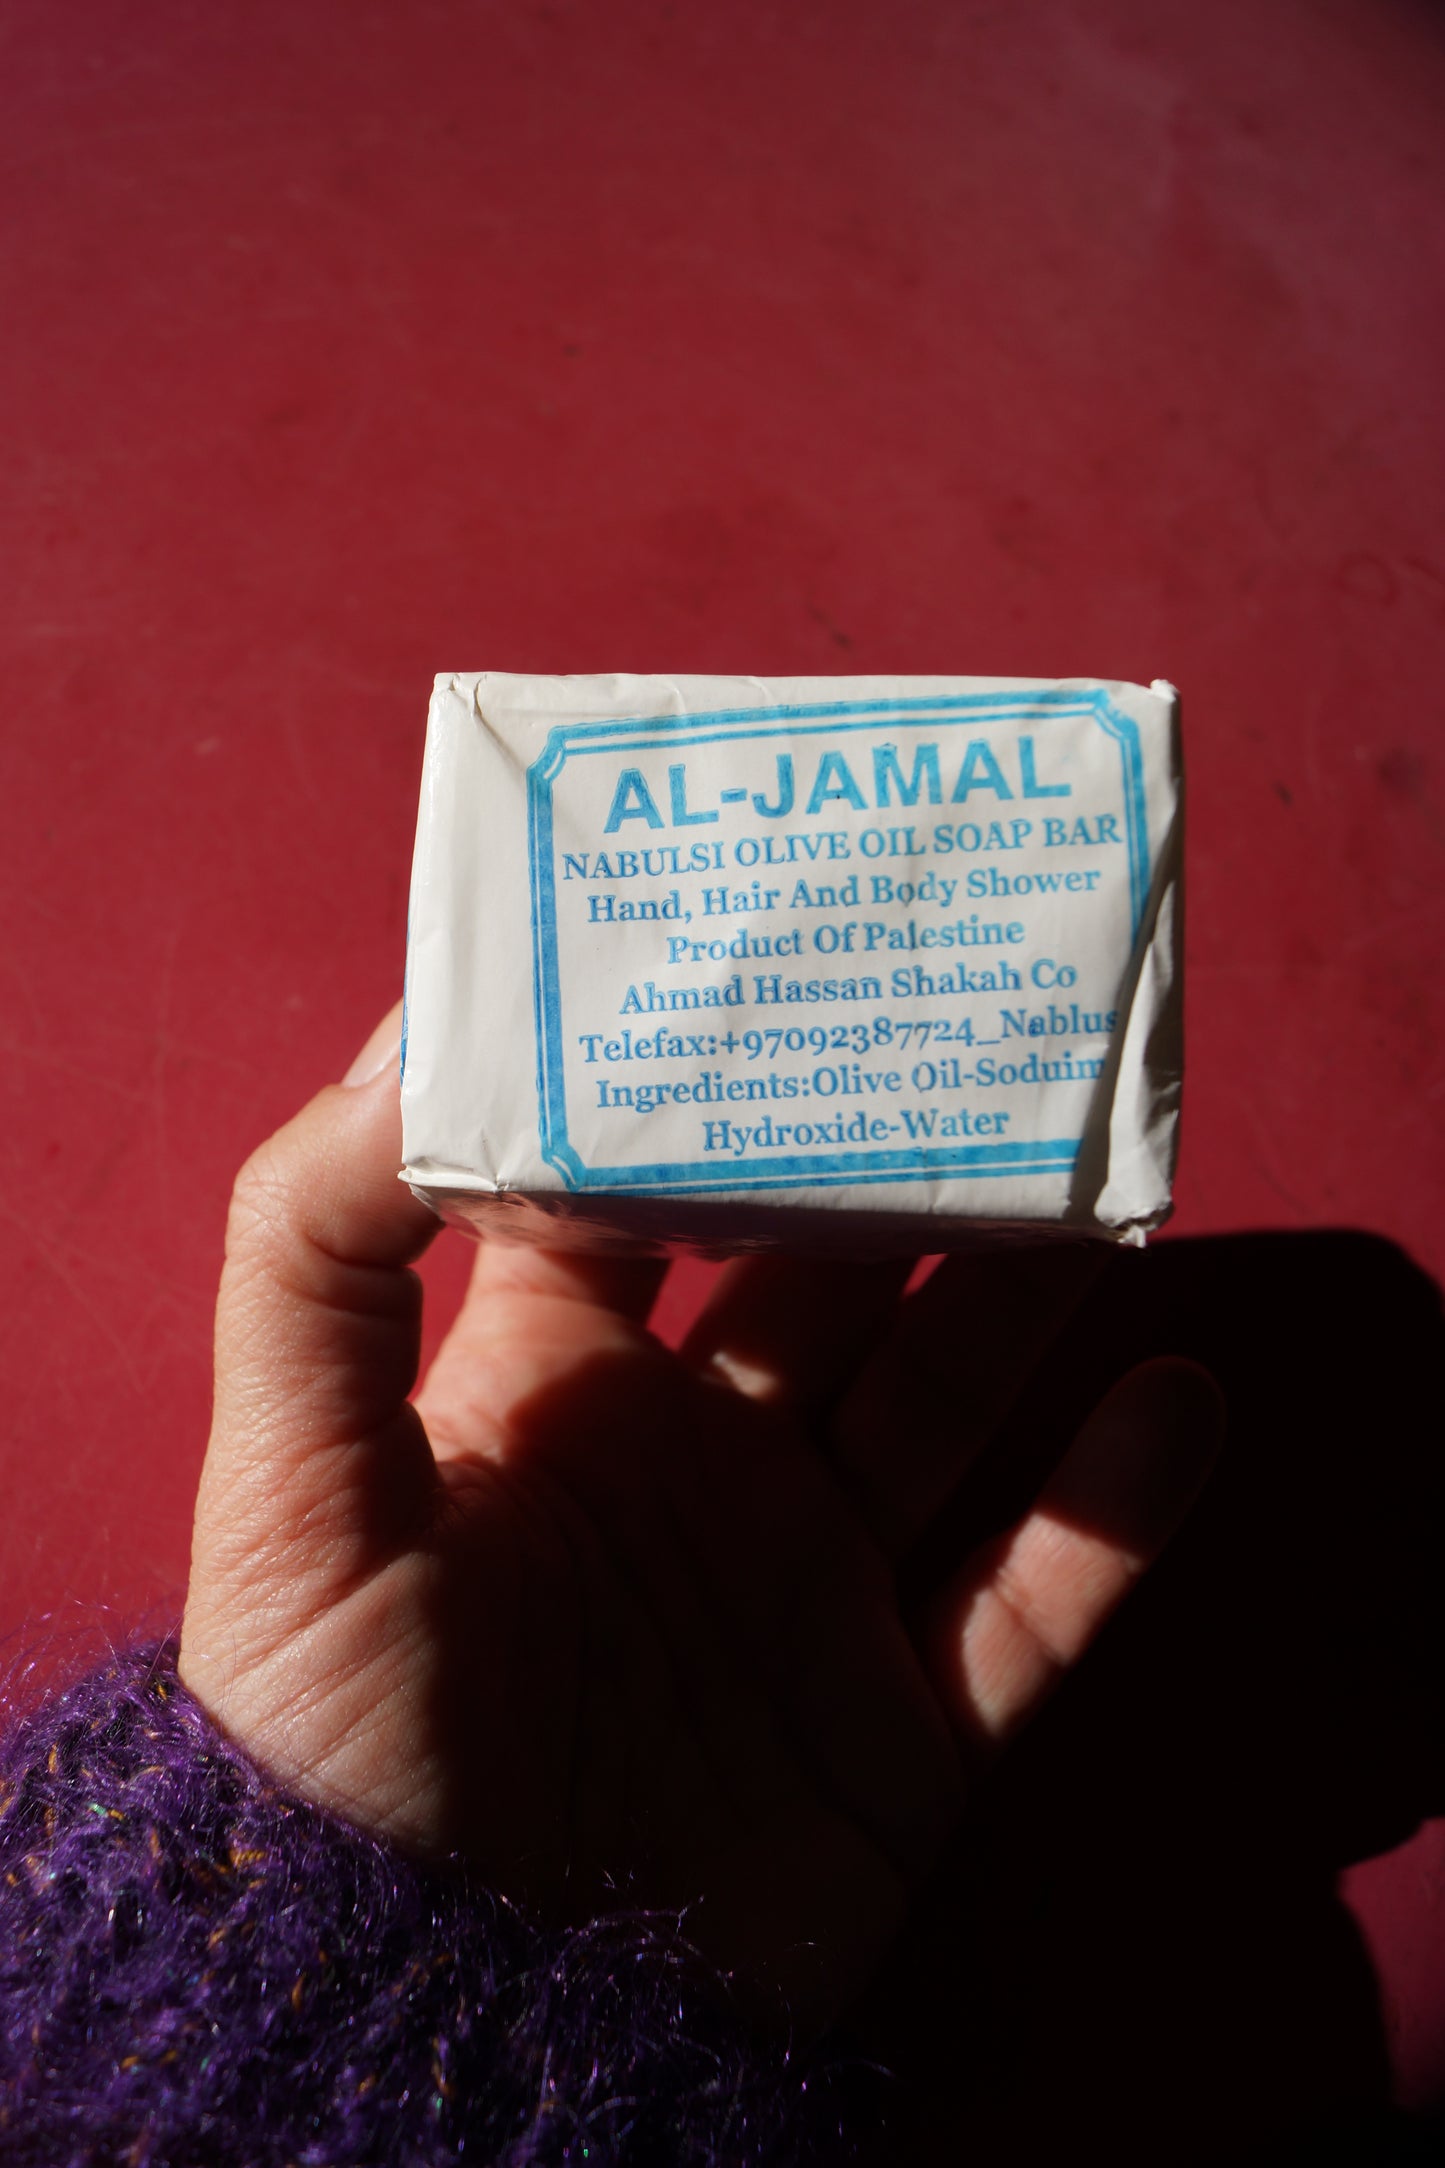 AL-JAMAL
NABULSI OLIVE OIL SOAP BAR
Hand, Hair And Body Shower
Product Of Palestine
Ahmad Hassan Shakah Co
Telefax:+97092387724_Nablus
Ingredients:Olive Oil-Soduim
Hydroxide-Water